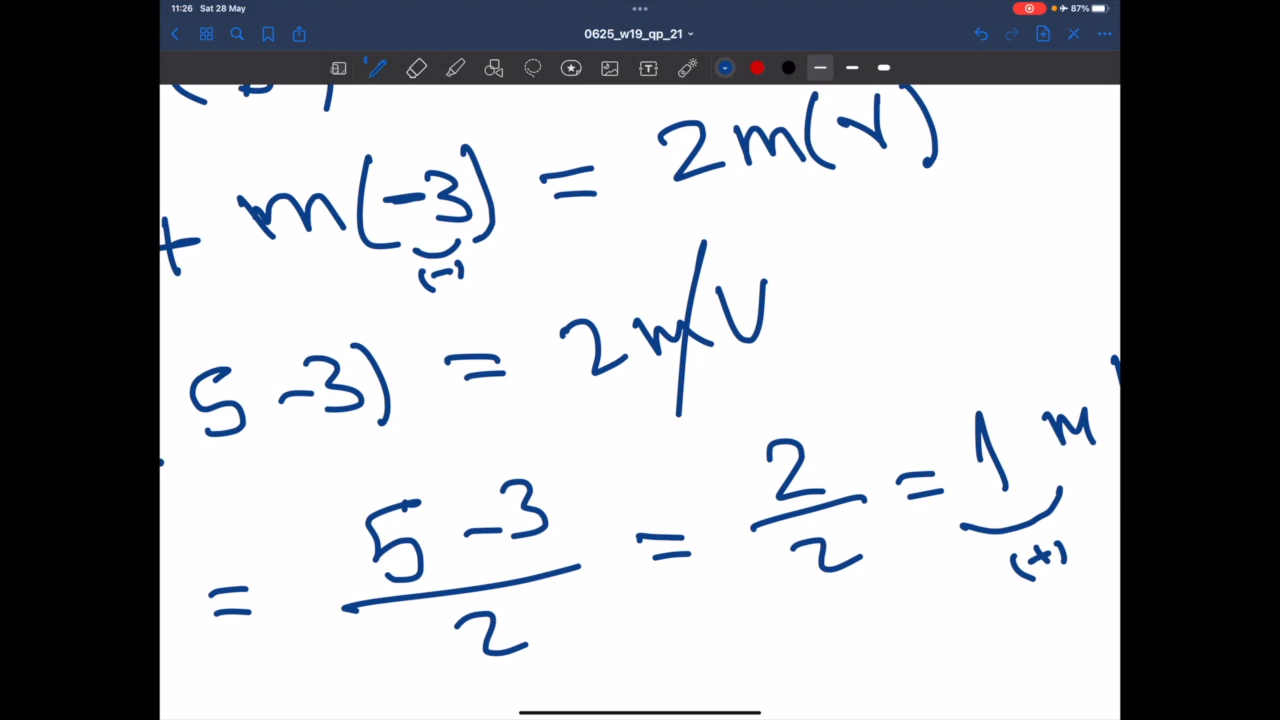 11:26 Sat 28 May
87%
0625_w19_qp_21
+ m(-3) = 2m(V)
(-)
5 -3) = 2mV
= 5 -3 / 2 = 2 / 2 = 1 m
(+)